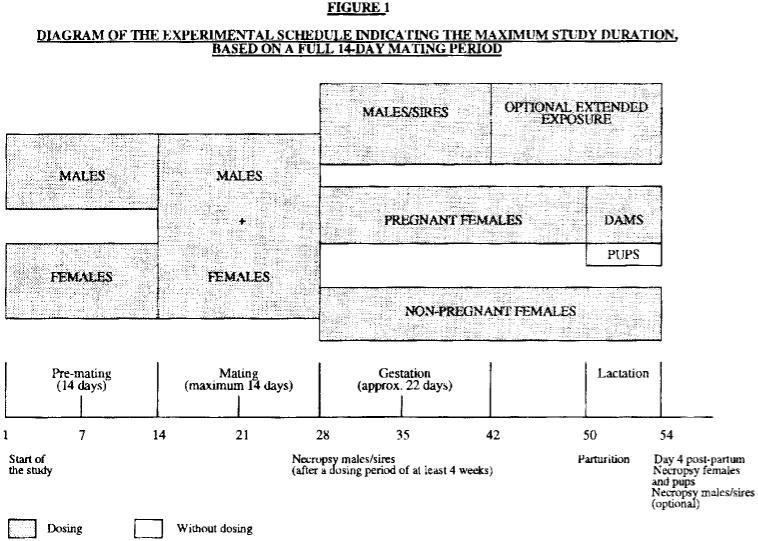 FIGURE 1
DIAGRAM OF THE EXPERIMENTAL SCHEDULE INDICATING THE MAXIMUM STUDY DURATION,
BASED ON A FULL 14-DAY MATING PERIOD
MALES/SIRES
OPTIONAL EXTENDED
EXPOSURE
MALES
MALES
+
PREGNANT FEMALES
DAMS
PUPS
FEMALES
FEMALES
NON-PREGNANT FEMALES
Pre-mating
(14 days)
Mating
(maximum 14 days)
Gestation
(approx. 22 days)
Lactation
1 7 14 21 28 35 42 50 54
Start of
the study
Necropsy males/sires
(after a dosing period of at least 4 weeks)
Parturition
Day 4 post-partum
Necropsy females
and pups
Necropsy males/sires
(optional)
Dosing
Without dosing